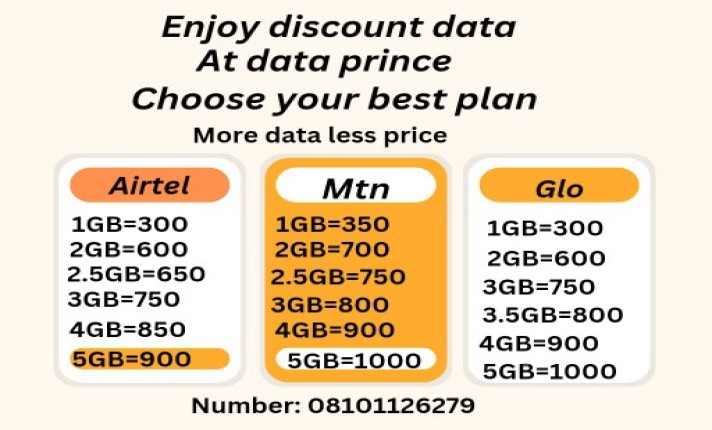 Enjoy discount data
At data prince
Choose your best plan
More data less price
Airtel
1GB=300
2GB=600
2.5GB=650
3GB=750
4GB=850
5GB=900
Mtn
1GB=350
2GB=700
2.5GB=750
3GB=800
4GB=900
5GB=1000
Glo
1GB=300
2GB=600
3GB=750
3.5GB=800
4GB=900
5GB=1000
Number: 08101126279